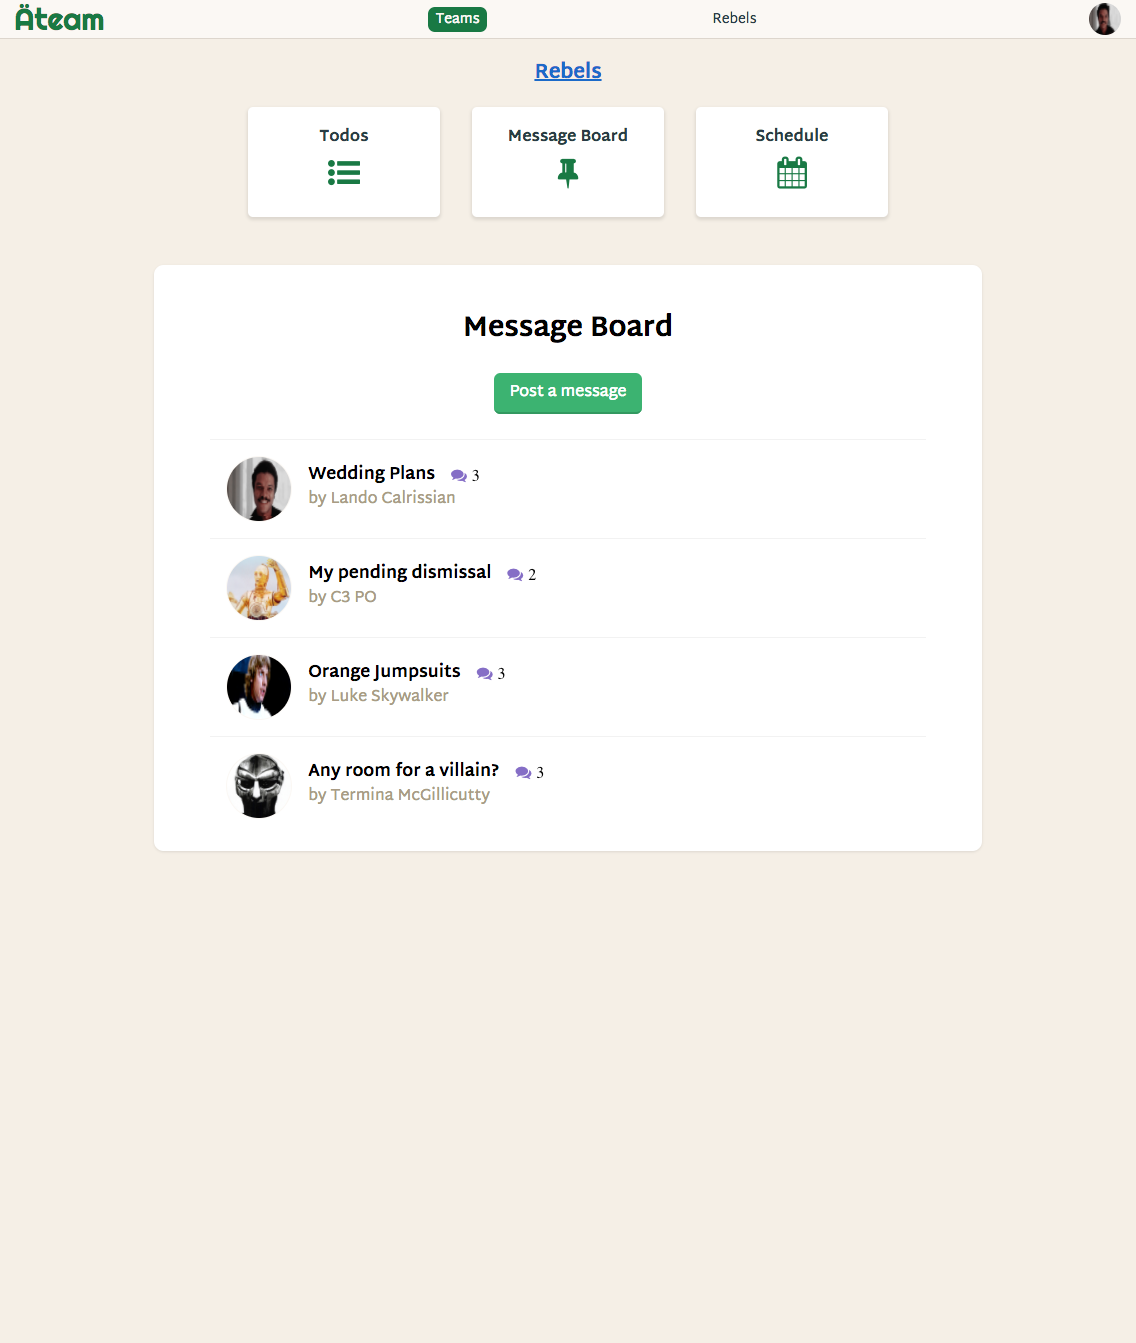 Äteam
Teams
Rebels
Rebels
Todos
Message Board
Schedule
Message Board
Post a message
Wedding Plans 3
by Lando Calrissian
My pending dismissal 2
by C3 PO
Orange Jumpsuits 3
by Luke Skywalker
Any room for a villain? 3
by Termina McGillicutty